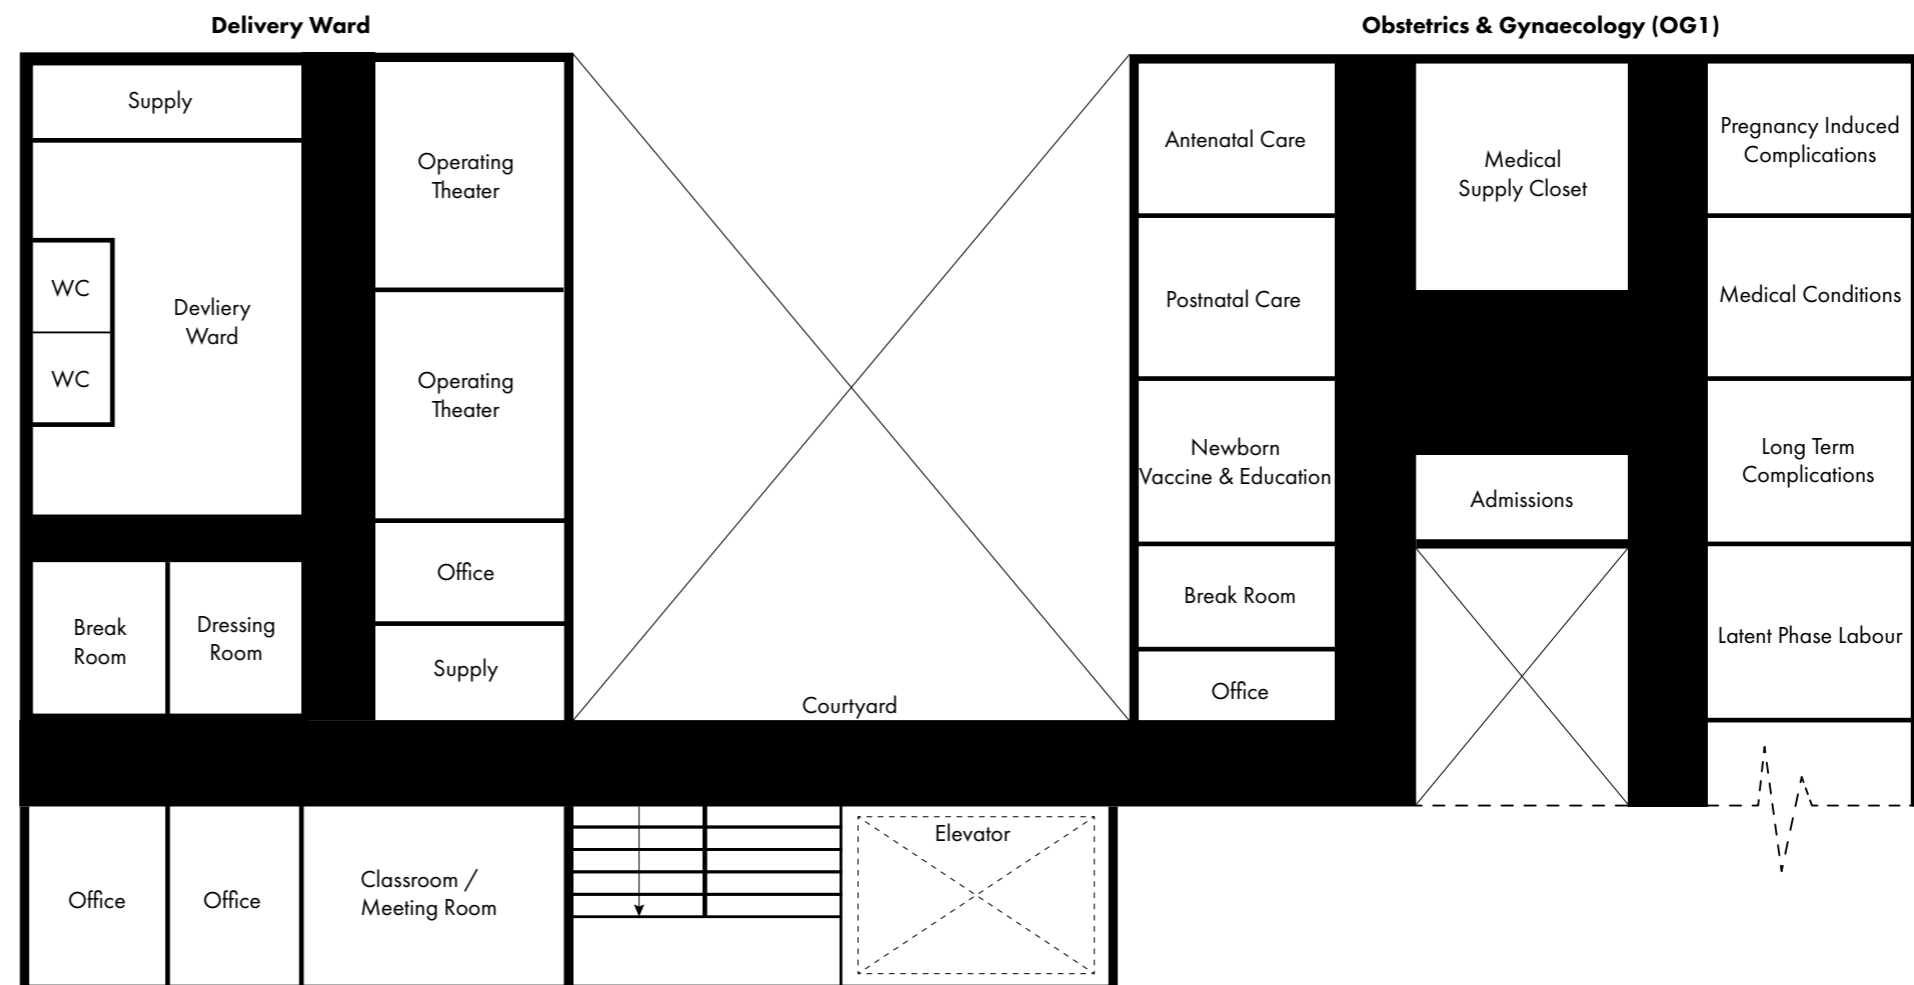 Delivery Ward
Obstetrics & Gynaecology (OG1)
Supply
Operating
Theater
WC
WC
Devliery
Ward
Operating
Theater
Office
Supply
Break
Room
Dressing
Room
Courtyard
Antenatal Care
Postnatal Care
Newborn
Vaccine & Education
Break Room
Office
Medical
Supply Closet
Admissions
Pregnancy Induced
Complications
Medical Conditions
Long Term
Complications
Latent Phase Labour
Office
Office
Classroom /
Meeting Room
Elevator